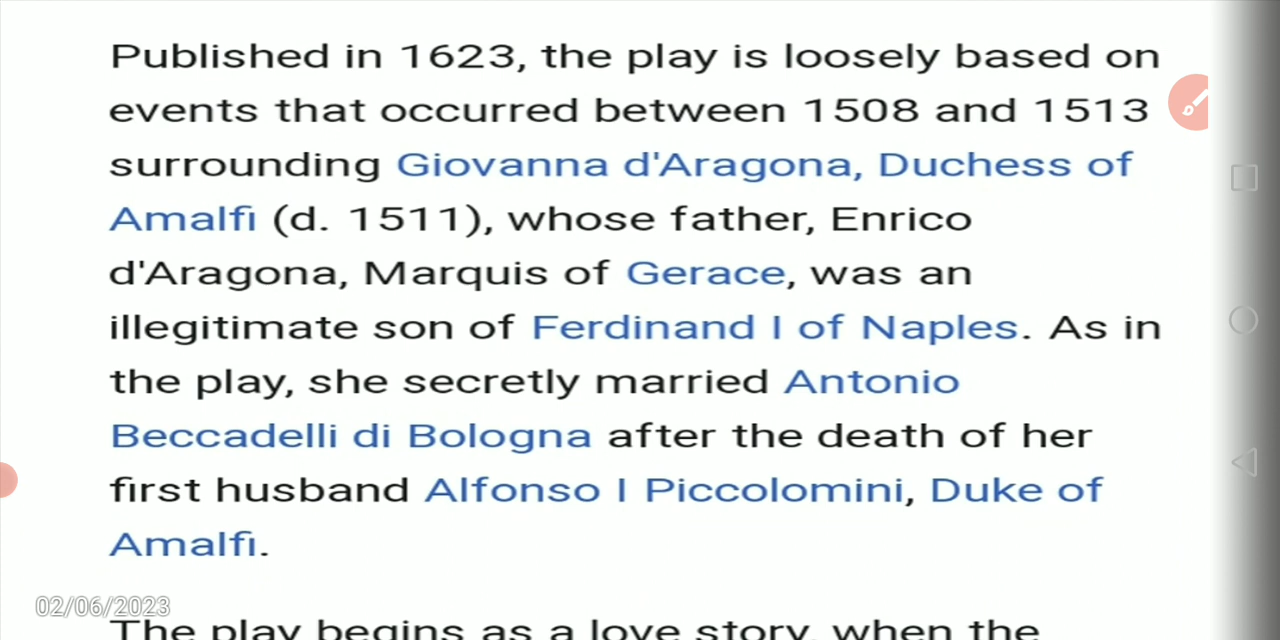 Published in 1623, the play is loosely based on
events that occurred between 1508 and 1513
surrounding Giovanna d'Aragona, Duchess of
Amalfi (d. 1511), whose father, Enrico
d'Aragona, Marquis of Gerace, was an
illegitimate son of Ferdinand I of Naples. As in
the play, she secretly married Antonio
Beccadelli di Bologna after the death of her
first husband Alfonso I Piccolomini, Duke of
Amalfi.
02/06/2023
The play begins as a love story, when the